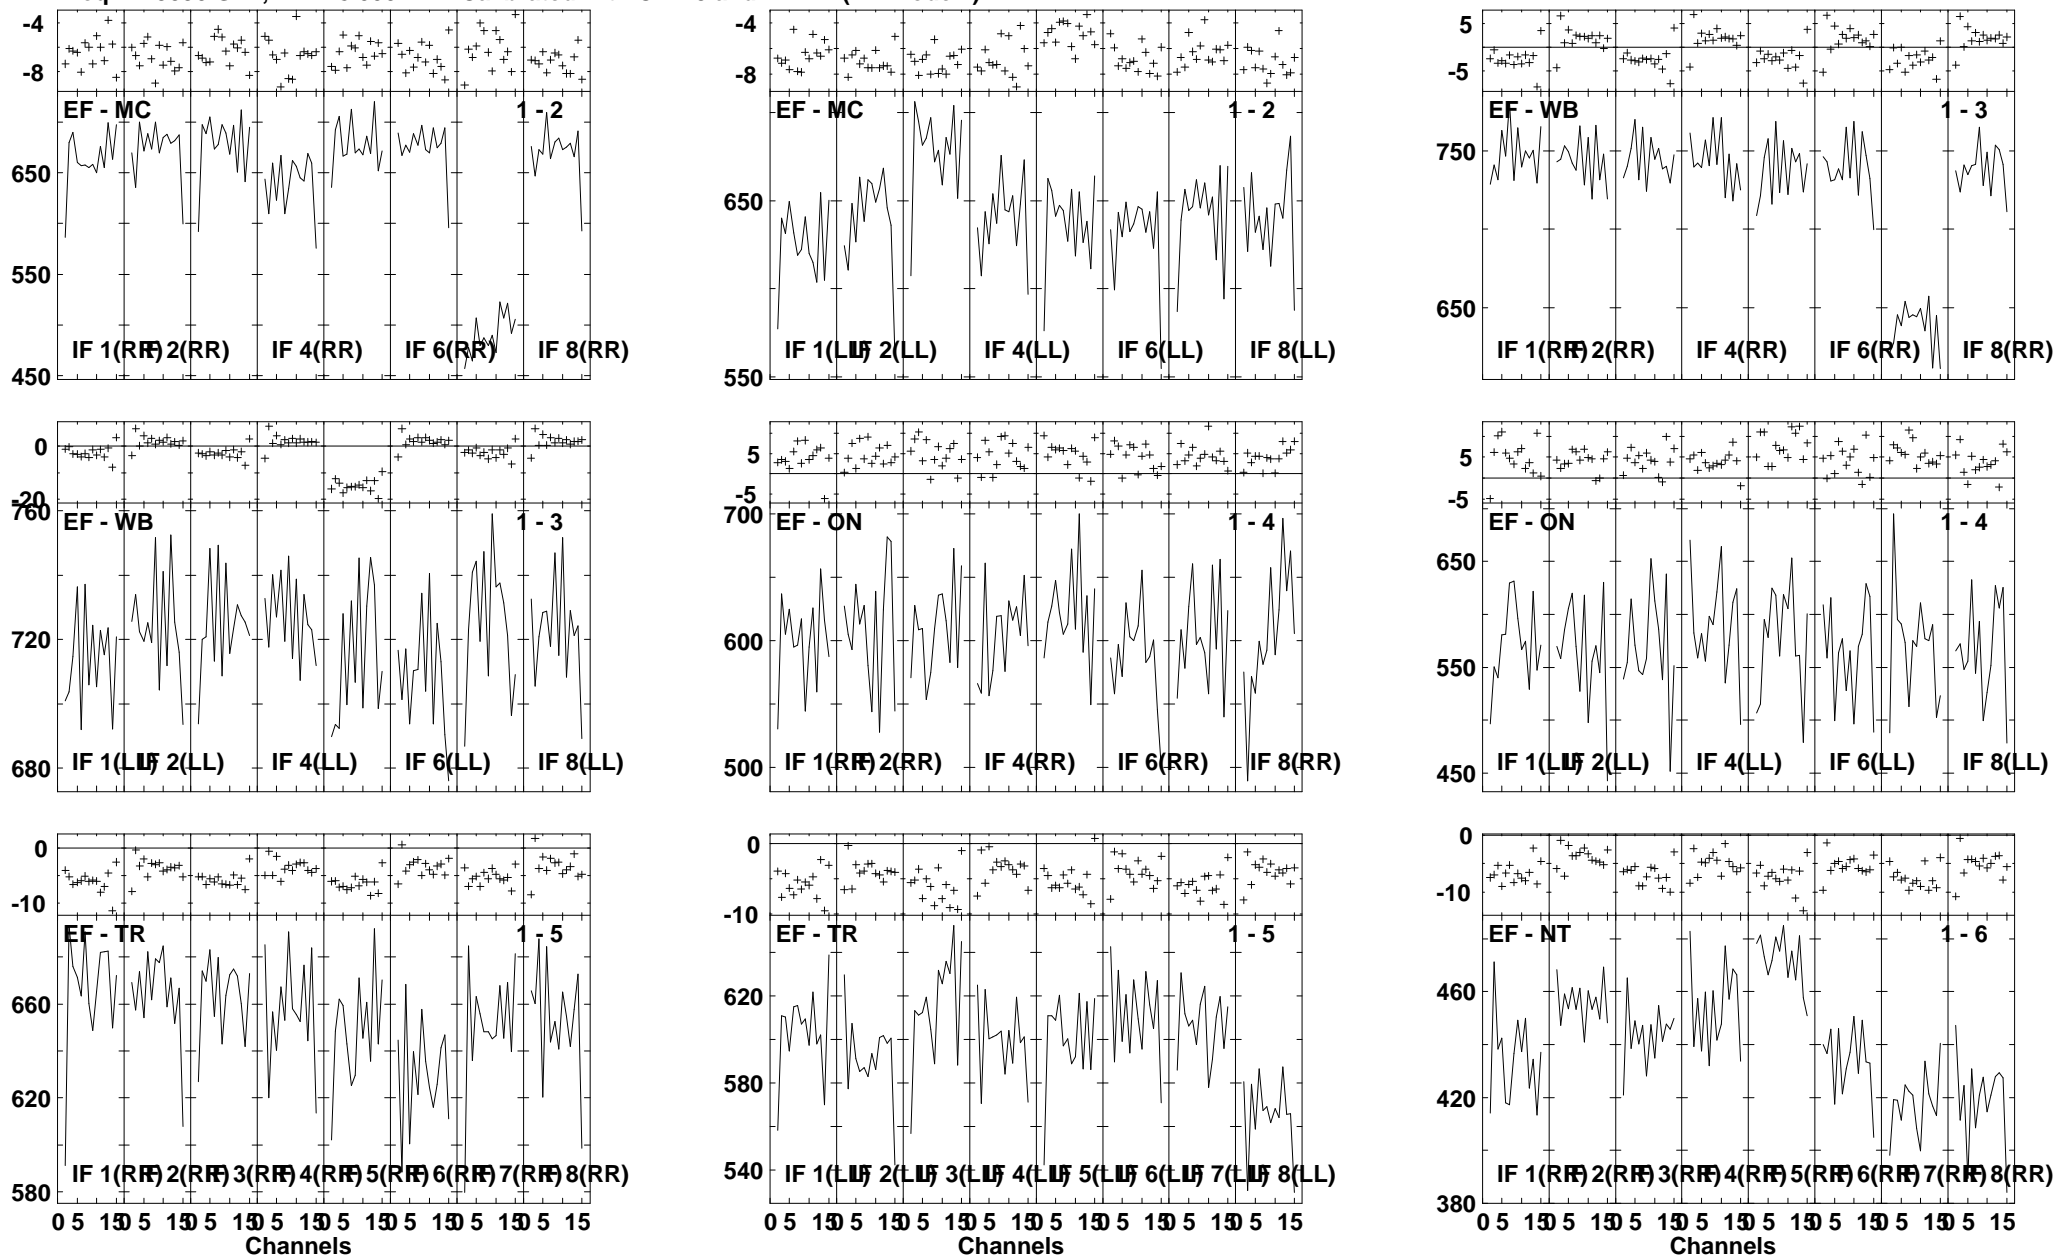 -4
-8
EF - MC 1 - 2
650
550
450
IF 1(RR) IF 2(RR) IF 4(RR) IF 6(RR) IF 8(RR)
-4
-8
EF - MC 1 - 2
650
550
IF 1(LL) IF 2(LL) IF 4(LL) IF 6(LL) IF 8(LL)
5
-5
EF - WB 1 - 3
750
650
IF 1(RR) IF 2(RR) IF 4(RR) IF 6(RR) IF 8(RR)
0
-20
760
EF - WB 1 - 3
720
680
IF 1(LL) IF 2(LL) IF 4(LL) IF 6(LL) IF 8(LL)
5
-5
700
EF - ON 1 - 4
600
500
IF 1(RR) IF 2(RR) IF 4(RR) IF 6(RR) IF 8(RR)
5
-5
EF - ON 1 - 4
650
550
450
IF 1(LL) IF 2(LL) IF 4(LL) IF 6(LL) IF 8(LL)
0
-10
EF - TR 1 - 5
660
620
580
IF 1(RR) IF 2(RR) IF 3(RR) IF 4(RR) IF 5(RR) IF 6(RR) IF 7(RR) IF 8(RR)
0 5 15 0 5 15 0 5 15 0 5 15 0 5 15 0 5 15 0 5 15 0 5 15
Channels
0
-10
EF - TR 1 - 5
620
580
540
IF 1(LL) IF 2(LL) IF 3(LL) IF 4(LL) IF 5(LL) IF 6(LL) IF 7(LL) IF 8(LL)
0 5 15 0 5 15 0 5 15 0 5 15 0 5 15 0 5 15 0 5 15 0 5 15
Channels
0
-10
EF - NT 1 - 6
460
420
380
IF 1(RR) IF 2(RR) IF 3(RR) IF 4(RR) IF 5(RR) IF 6(RR) IF 7(RR) IF 8(RR)
0 5 15 0 5 15 0 5 15 0 5 15 0 5 15 0 5 15 0 5 15 0 5 15
Channels